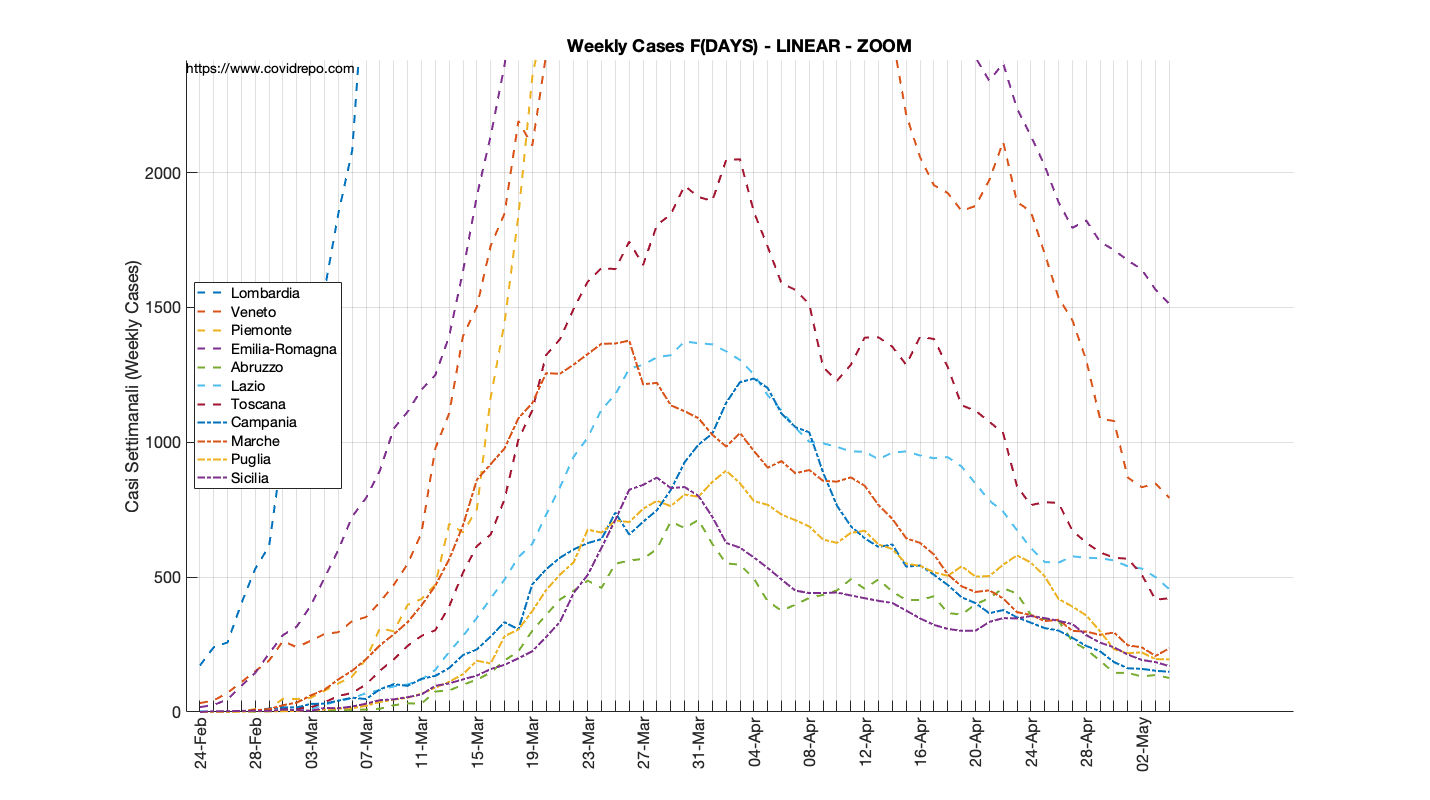 Weekly Cases F(DAYS) - LINEAR - ZOOM
https://www.covidrepo.com
Casi Settimanali (Weekly Cases)
2000
1500
1000
500
0
Lombardia
Veneto
Piemonte
Emilia-Romagna
Abruzzo
Lazio
Toscana
Campania
Marche
Puglia
Sicilia
24-Feb
28-Feb
03-Mar
07-Mar
11-Mar
15-Mar
19-Mar
23-Mar
27-Mar
31-Mar
04-Apr
08-Apr
12-Apr
16-Apr
20-Apr
24-Apr
28-Apr
02-May